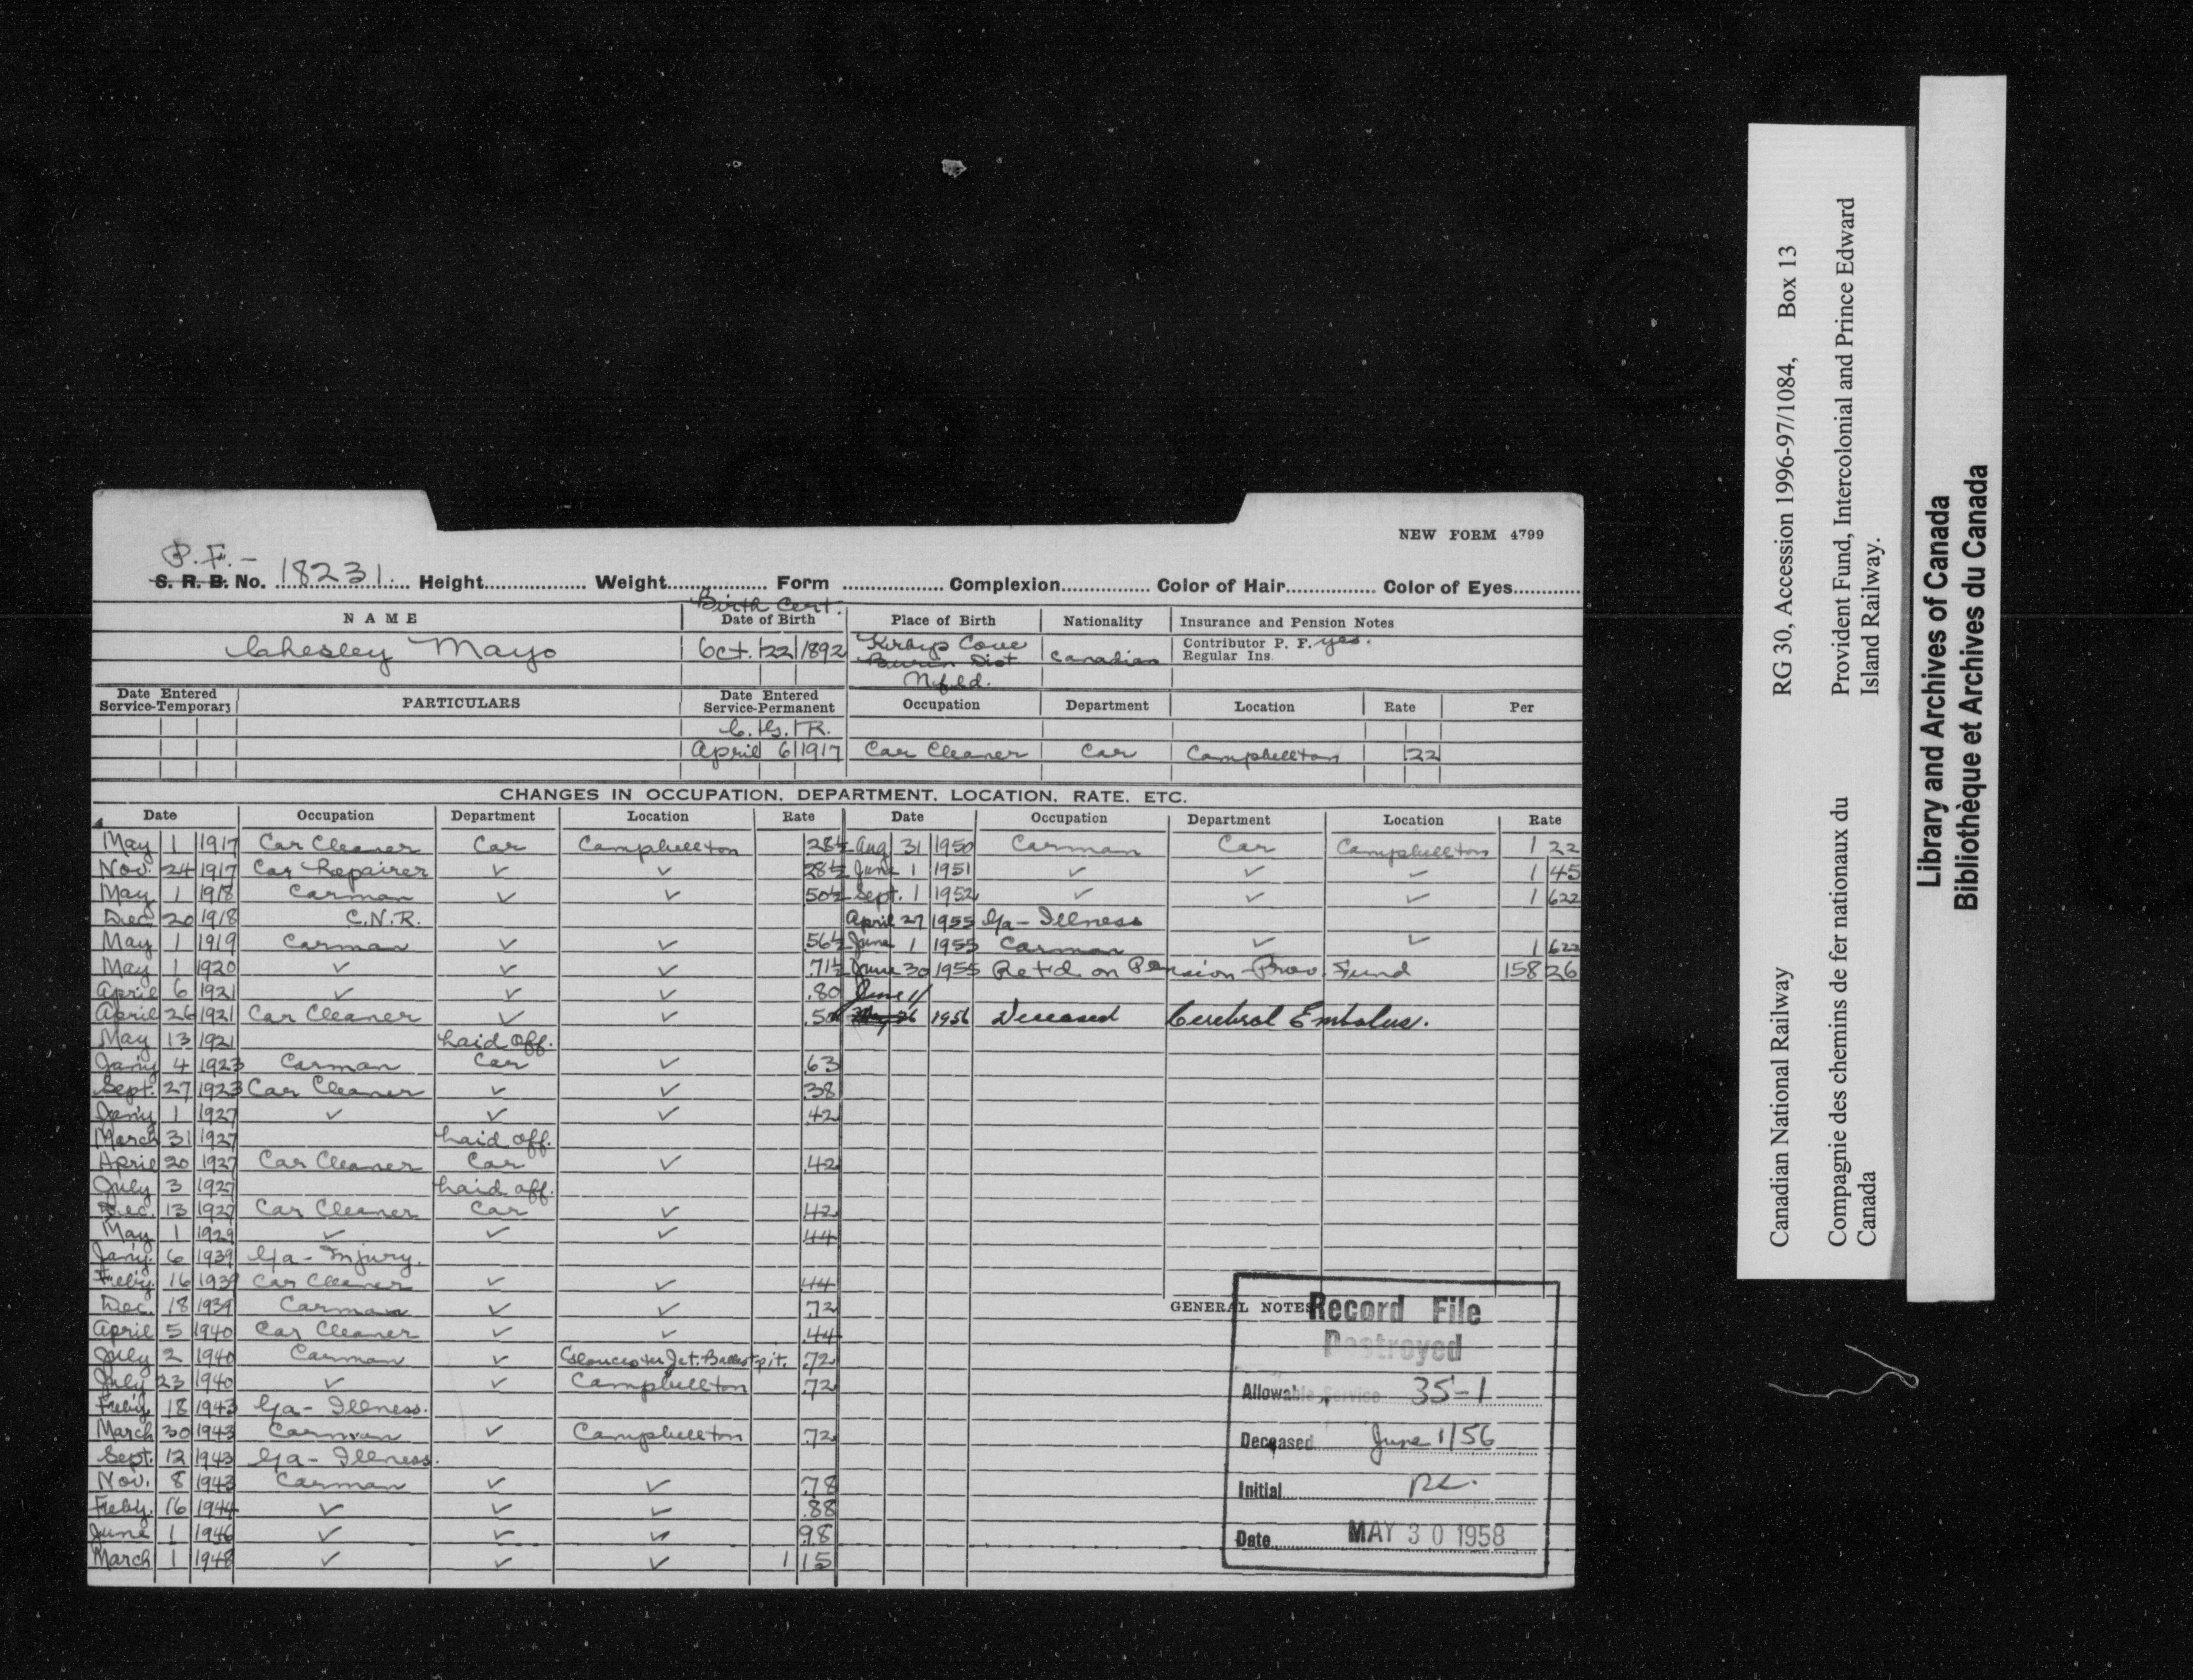 NEW FORM 4799
P.F.-
S. R. B. No. 18231 Height Weight Form Complexion Color of Hair Color of Eyes
NAME Birth Cert. Date of Birth Place of Birth Nationality Insurance and Pension Notes
Chesley Mayo Oct. 22 1892 Kirbys Cove Burin Dist Nfld. Canadian Contributor P. F. yes.
Regular Ins.
Date Entered Service-Temporary PARTICULARS Date Entered Service-Permanent Occupation Department Location Rate Per
C. G. R.
April 6 1917 Car Cleaner Car Campbellton 22
CHANGES IN OCCUPATION, DEPARTMENT, LOCATION, RATE, ETC.
Date Occupation Department Location Rate Date Occupation Department Location Rate
May 1 1917 Car Cleaner Car Campbellton 28½ Aug 31 1950 Carman Car Campbellton 1 22
Nov. 24 1917 Car Repairer ✓ ✓ 28½ June 1 1951 ✓ ✓ ✓ 1 45
May 1 1918 Carman ✓ ✓ 50½ Sept. 1 1952 ✓ ✓ ✓ 1 622
Dec 20 1918 C.N.R. April 27 1955 l/a - Illness
May 1 1919 Carman ✓ ✓ .56½ June 1 1955 Carman ✓ ✓ 1 622
May 1 1920 ✓ ✓ ✓ .71½ June 30 1955 Ret'd on Pension Prov. Fund 158 26
April 6 1921 ✓ ✓ ✓ .80 June 1/
April 26 1921 Car Cleaner ✓ ✓ May 26 1956 Deceased Cerebral Embolus.
May 13 1921 Laid off.
Jan'y 4 1923 Carman Car ✓ 63
Sept. 27 1923 Car Cleaner ✓ ✓ .38
Jan'y 1 1927 ✓ ✓ ✓ .42
March 31 1927 Laid off.
April 20 1927 Car Cleaner Car ✓ .42
July 3 1927 Laid off.
Dec. 13 1927 Car Cleaner Car ✓ .42
May 1 1929 ✓ ✓ ✓ .44
Jan'y 6 1939 l/a - Injury.
Feb'y. 16 1939 Car Cleaner ✓ ✓ .44
Dec. 18 1939 Carman ✓ ✓ .72
April 5 1940 Car Cleaner ✓ ✓ .44
July 2 1940 Carman ✓ Gloucester Jct. Ballast pit. .72
July 23 1940 ✓ ✓ Campbellton .72
Feb'y. 18 1943 l/a - Illness.
March 30 1943 Carman ✓ Campbellton .72
Sept. 12 1943 l/a - Illness.
Nov. 8 1943 Carman ✓ ✓ .78
Feb'y. 16 1944 ✓ ✓ ✓ .88
June 1 1946 ✓ ✓ ✓ 98
March 1 1948 ✓ ✓ ✓ 1 15
GENERAL NOTES
Record File
Destroyed
Allowable Service 35-1
Deceased June 1/56
Initial
Date MAY 30 1958
Canadian National Railway RG 30, Accession 1996-97/1084, Box 13
Compagnie des chemins de fer nationaux du Canada
Provident Fund, Intercolonial and Prince Edward Island Railway.
Library and Archives of Canada
Bibliothèque et Archives du Canada